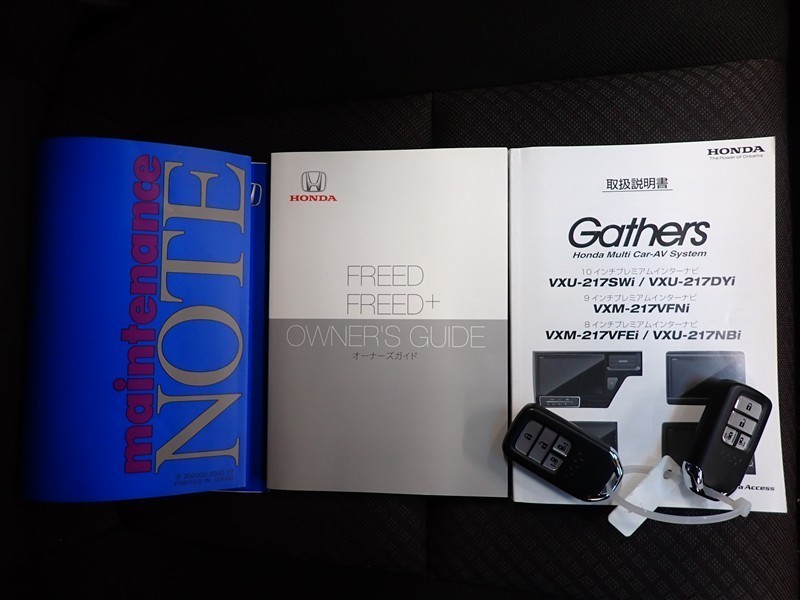 maintenance
NOTE
HONDA
FREED
FREED+
OWNER'S GUIDE
オーナーズガイド
HONDA
The Power of Dreams
取扱説明書
Gathers
Honda Multi Car-AV System
10 インチプレミアムインターナビ
VXU-217SWi / VXU-217DYi
9 インチプレミアムインターナビ
VXM-217VFNi
8 インチプレミアムインターナビ
VXM-217VFEi / VXU-217NBi
Access